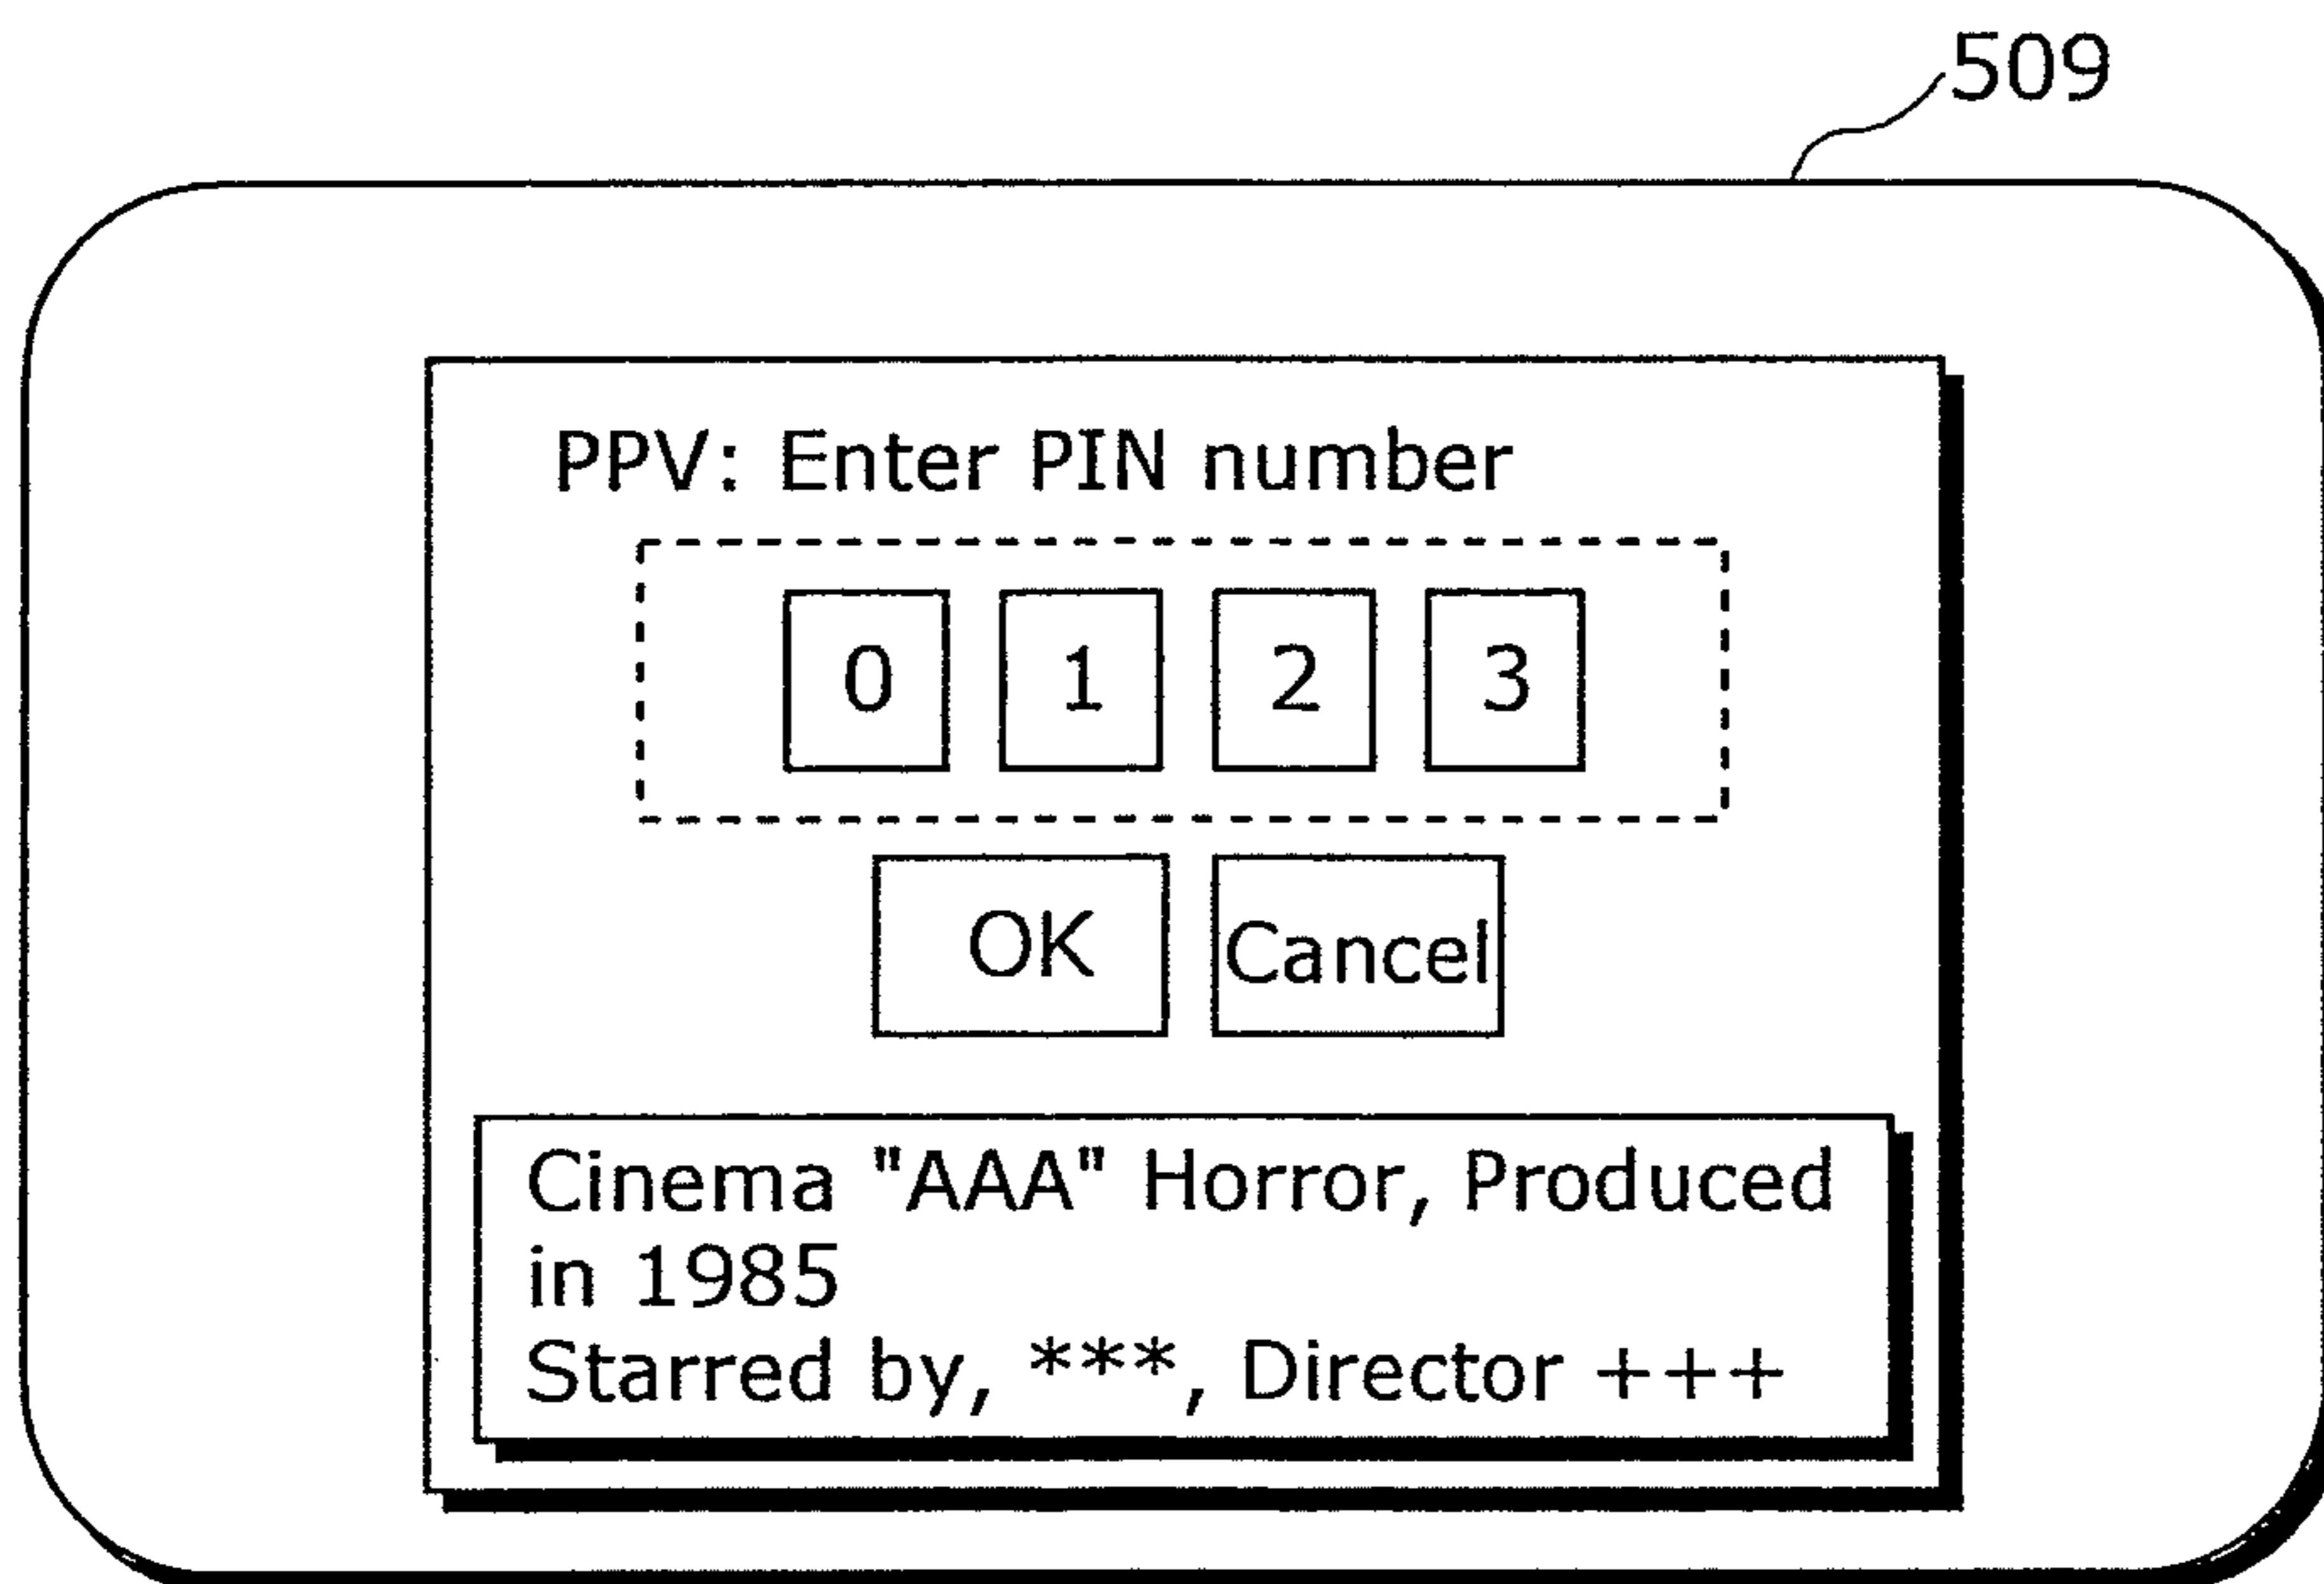 509
PPV: Enter PIN number
0 1 2 3
OK Cancel
Cinema "AAA" Horror, Produced
in 1985
Starred by, ***, Director +++